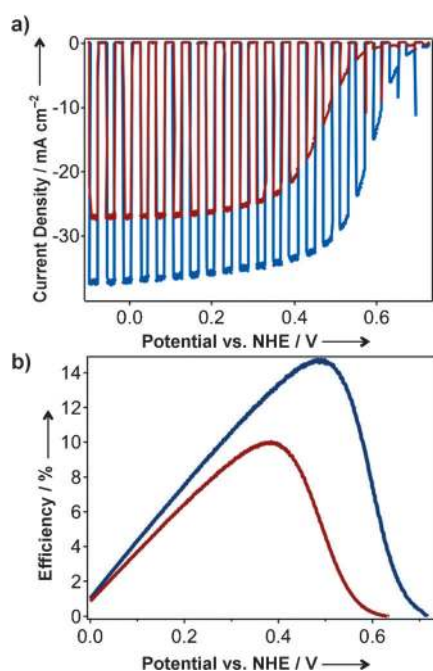 a)
0
-10
-20
-30
Current Density / mA cm⁻²
0.0 0.2 0.4 0.6
Potential vs. NHE / V
b)
14
12
10
8
6
4
2
0
Efficiency / %
0.0 0.2 0.4 0.6
Potential vs. NHE / V